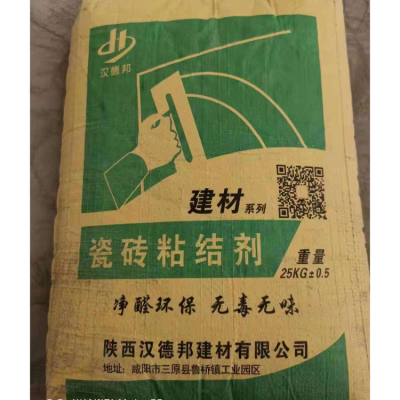 汉德邦
建材系列
瓷砖粘结剂
重量
25KG±0.5
净醛环保 无毒无味
陕西汉德邦建材有限公司
地址：咸阳市三原县鲁桥镇工业园区